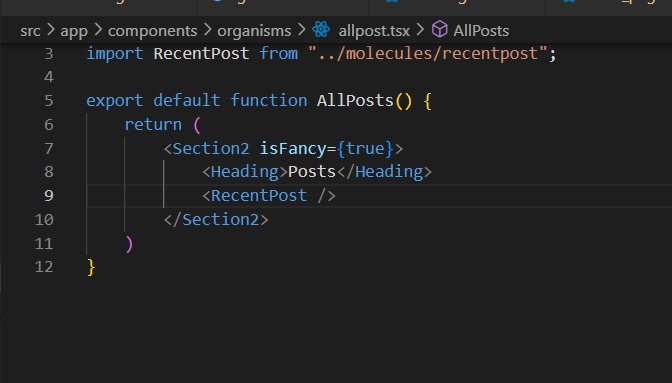 src > app > components > organisms > allpost.tsx > AllPosts
3 import RecentPost from "../molecules/recentpost";
4
5 export default function AllPosts() {
6 return (
7 <Section2 isFancy={true}>
8 <Heading>Posts</Heading>
9 <RecentPost />
10 </Section2>
11 )
12 }